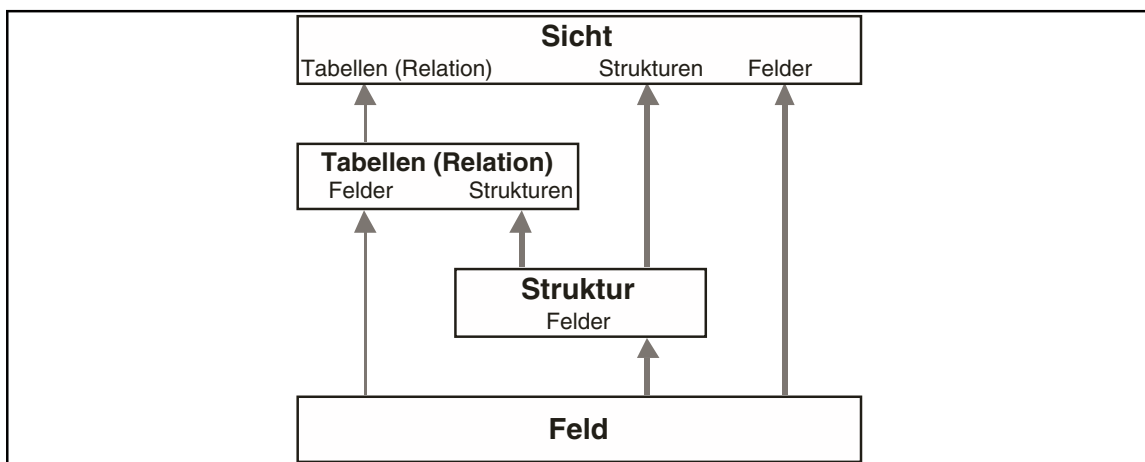 Sicht
Tabellen (Relation) Strukturen Felder
Tabellen (Relation)
Felder Strukturen
Struktur
Felder
Feld